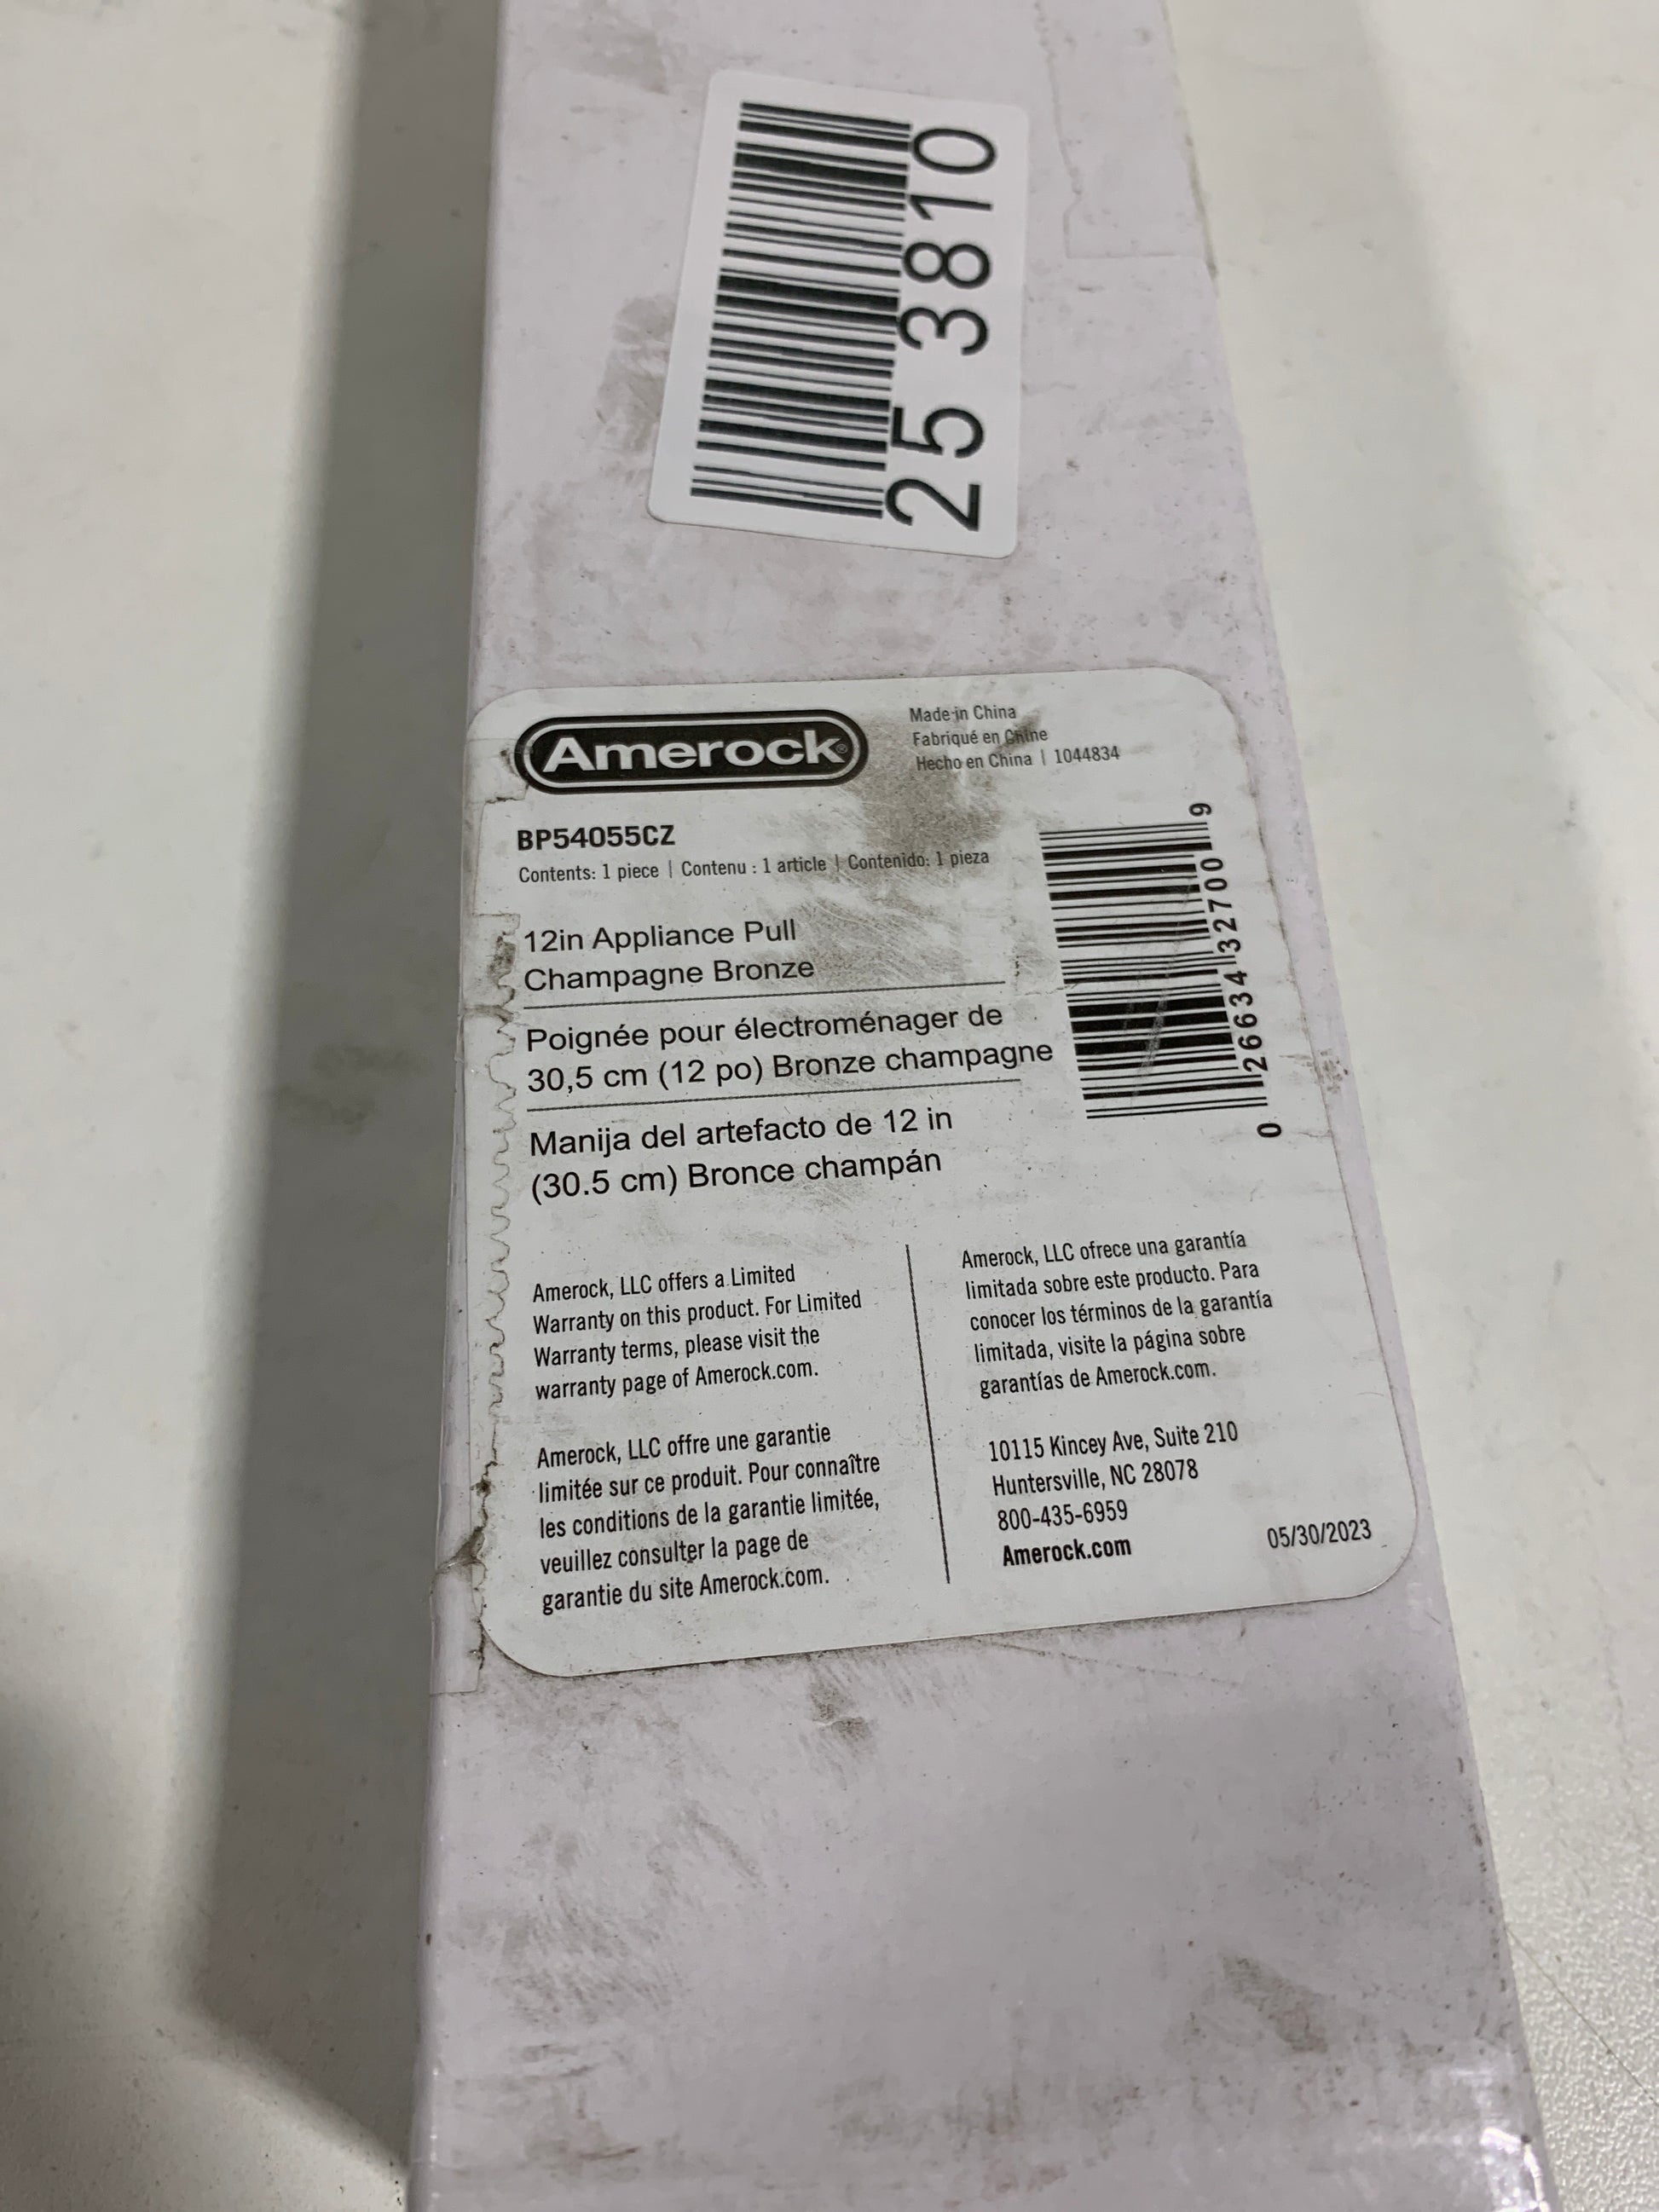 25 3810
Amerock®
Made in China
Fabriqué en Chine
Hecho en China | 1044834
BP54055CZ
Contents: 1 piece | Contenu : 1 article | Contenido: 1 pieza
12in Appliance Pull
Champagne Bronze
Poignée pour électroménager de
30,5 cm (12 po) Bronze champagne
Manija del artefacto de 12 in
(30.5 cm) Bronce champán
0 26634 32700 9
Amerock, LLC offers a Limited
Warranty on this product. For Limited
Warranty terms, please visit the
warranty page of Amerock.com.
Amerock, LLC offre une garantie
limitée sur ce produit. Pour connaître
les conditions de la garantie limitée,
veuillez consulter la page de
garantie du site Amerock.com.
Amerock, LLC ofrece una garantía
limitada sobre este producto. Para
conocer los términos de la garantía
limitada, visite la página sobre
garantías de Amerock.com.
10115 Kincey Ave, Suite 210
Huntersville, NC 28078
800-435-6959
Amerock.com
05/30/2023